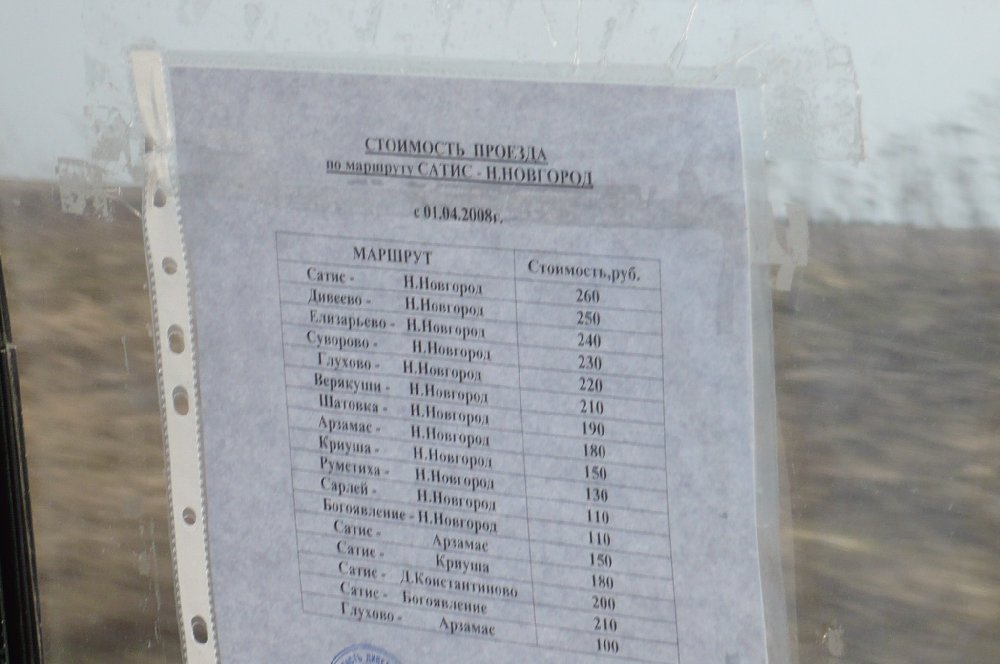 СТОИМОСТЬ ПРОЕЗДА
по маршруту САТИС - Н.НОВГОРОД
с 01.04.2008г.
МАРШРУТ Стоимость,руб.
Сатис - Н.Новгород 260
Дивеево - Н.Новгород 250
Елизарьево - Н.Новгород 240
Суворово - Н.Новгород 230
Глухово - Н.Новгород 220
Верякуши - Н.Новгород 210
Шатовка - Н.Новгород 190
Арзамас - Н.Новгород 180
Криуша - Н.Новгород 150
Руметиха - Н.Новгород 130
Сарлей - Н.Новгород 110
Богоявление - Н.Новгород 110
Сатис - Арзамас 150
Сатис - Криуша 180
Сатис - Д.Константиново 200
Сатис - Богоявление 210
Глухово - Арзамас 100